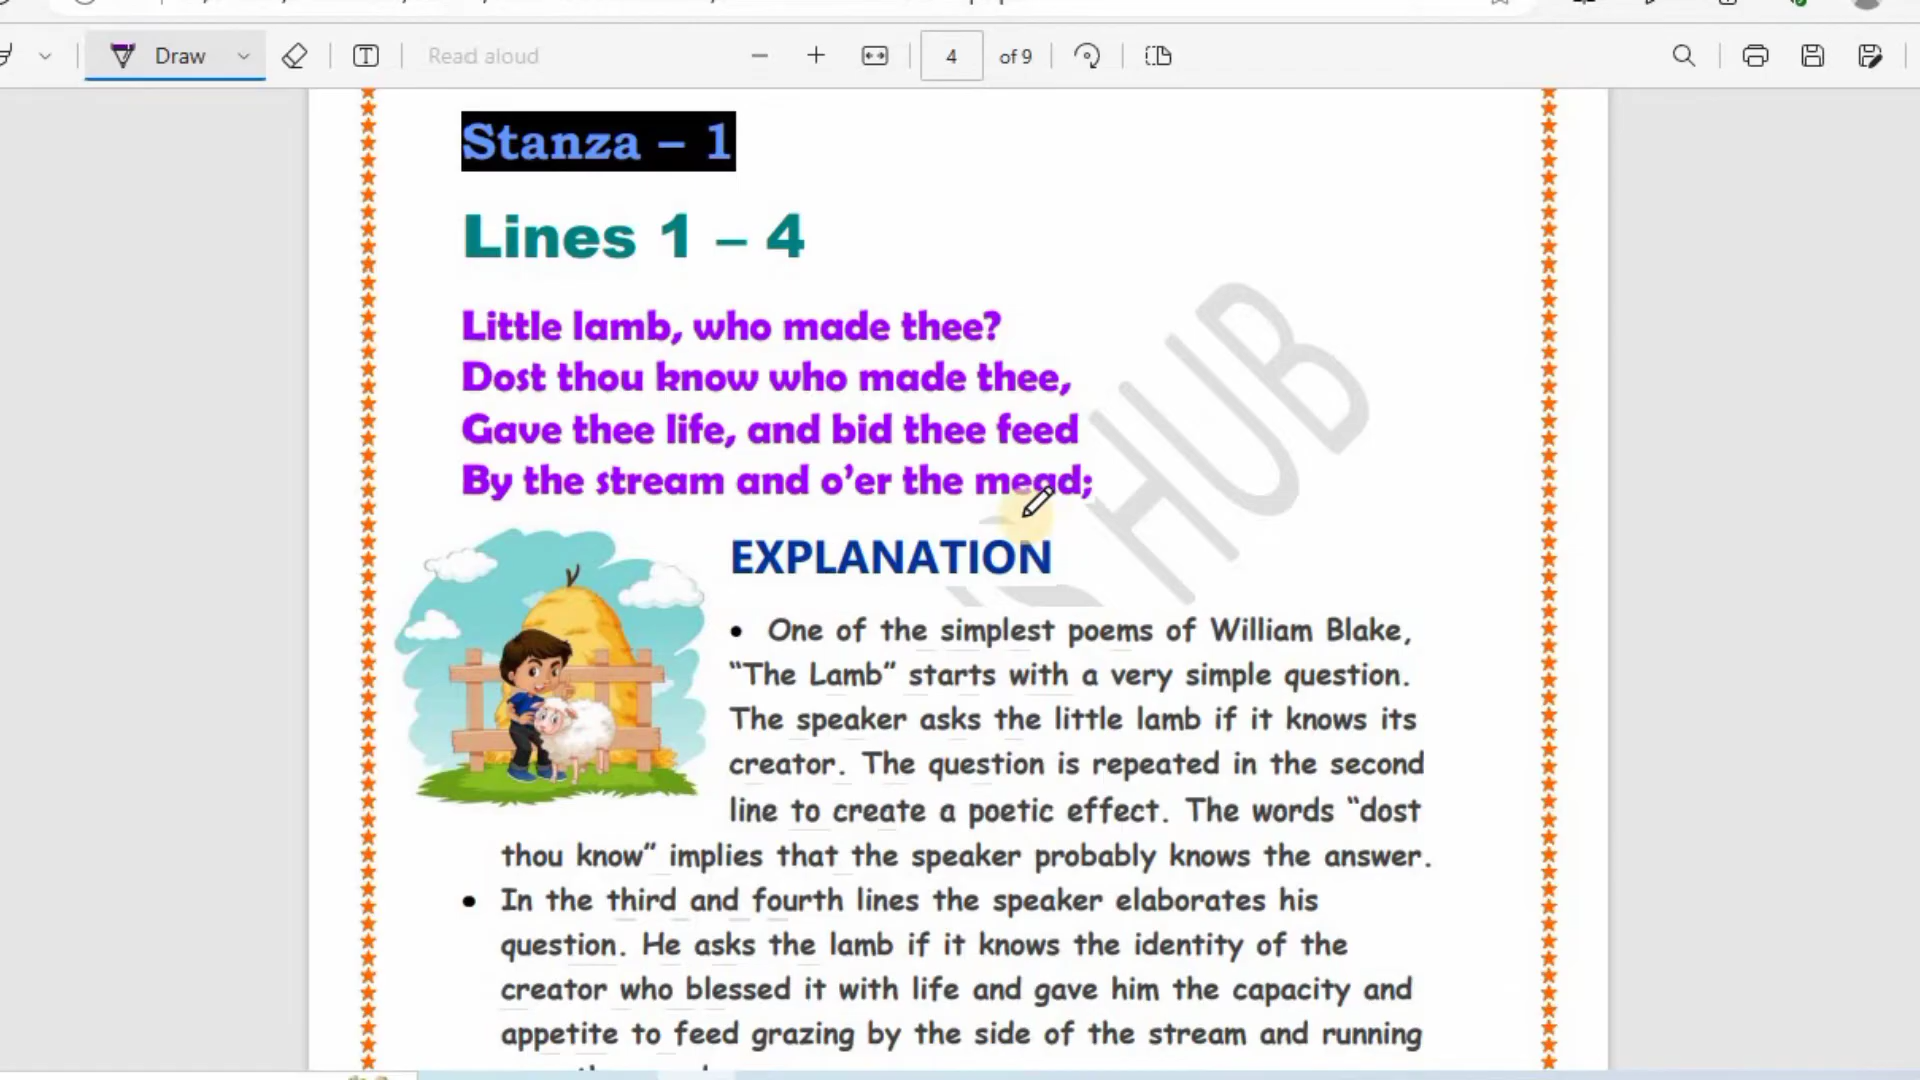 Draw
Read aloud
4 of 9
Stanza – 1
Lines 1 – 4
Little lamb, who made thee?
Dost thou know who made thee,
Gave thee life, and bid thee feed
By the stream and o’er the mead;
HUB
EXPLANATION
• One of the simplest poems of William Blake,
“The Lamb” starts with a very simple question.
The speaker asks the little lamb if it knows its
creator. The question is repeated in the second
line to create a poetic effect. The words “dost
thou know” implies that the speaker probably knows the answer.
• In the third and fourth lines the speaker elaborates his
question. He asks the lamb if it knows the identity of the
creator who blessed it with life and gave him the capacity and
appetite to feed grazing by the side of the stream and running